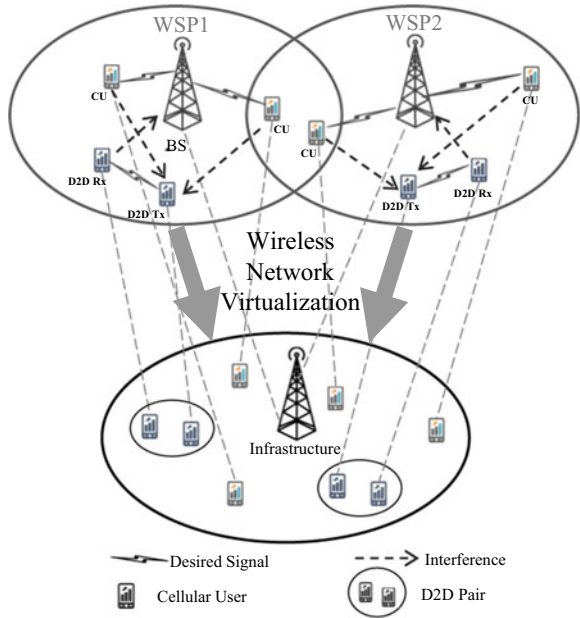 WSP1
WSP2
CU
CU
CU
CU
BS
D2D Rx
D2D Tx
D2D Tx
D2D Rx
Wireless
Network
Virtualization
Infrastructure
Desired Signal
Interference
Cellular User
D2D Pair